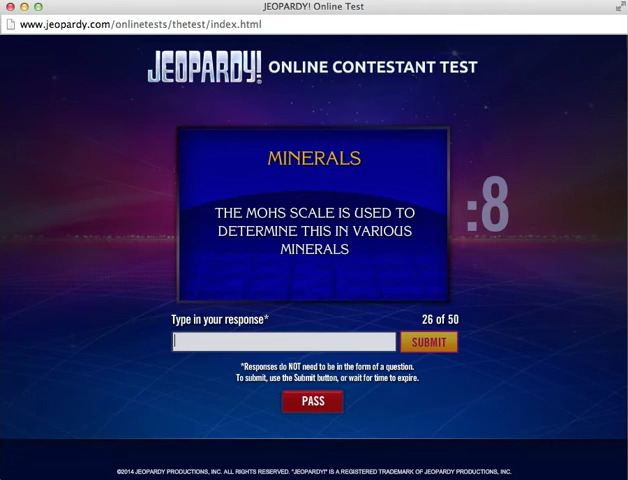 JEOPARDY! Online Test
www.jeopardy.com/onlinetests/thetest/index.html
JEOPARDY! ONLINE CONTESTANT TEST
MINERALS
THE MOHS SCALE IS USED TO
DETERMINE THIS IN VARIOUS
MINERALS
:8
Type in your response*
26 of 50
SUBMIT
*Responses do NOT need to be in the form of a question.
To submit, use the Submit button, or wait for time to expire.
PASS
©2014 JEOPARDY PRODUCTIONS, INC. ALL RIGHTS RESERVED. "JEOPARDY!" IS A REGISTERED TRADEMARK OF JEOPARDY PRODUCTIONS, INC.